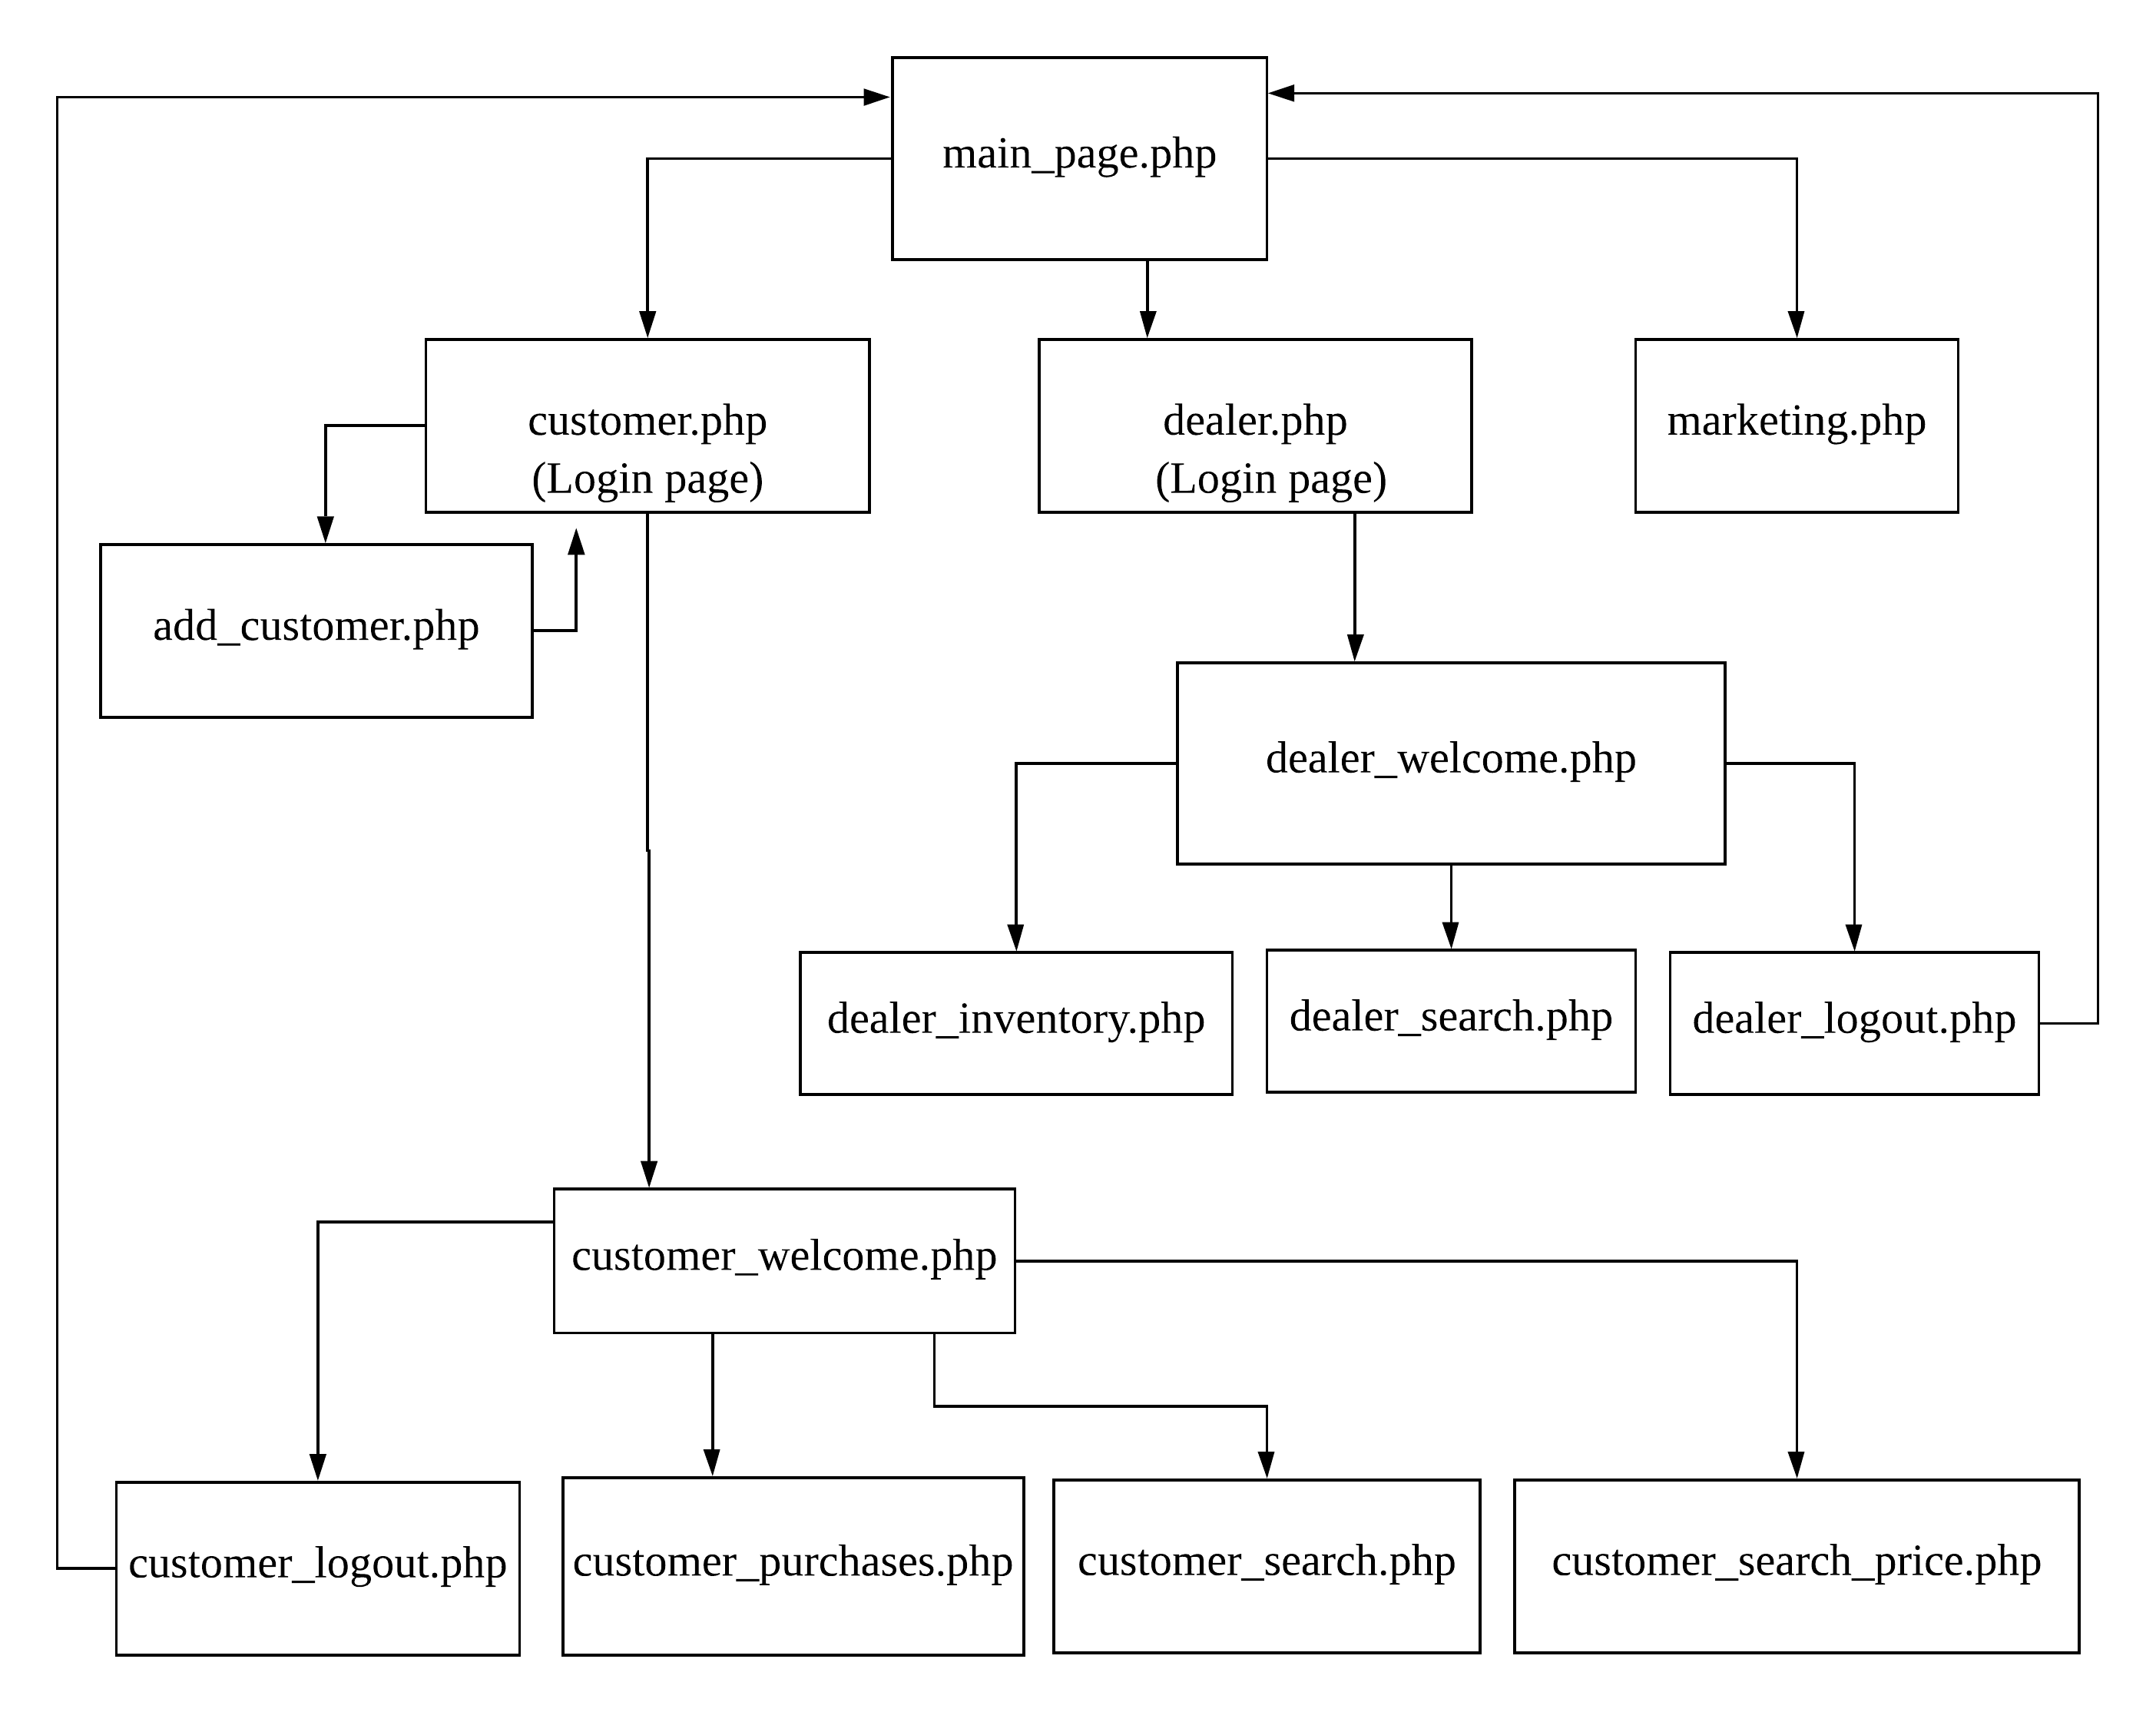 main_page.php
customer.php
(Login page)
dealer.php
(Login page)
marketing.php
add_customer.php
dealer_welcome.php
dealer_inventory.php
dealer_search.php
dealer_logout.php
customer_welcome.php
customer_logout.php
customer_purchases.php
customer_search.php
customer_search_price.php